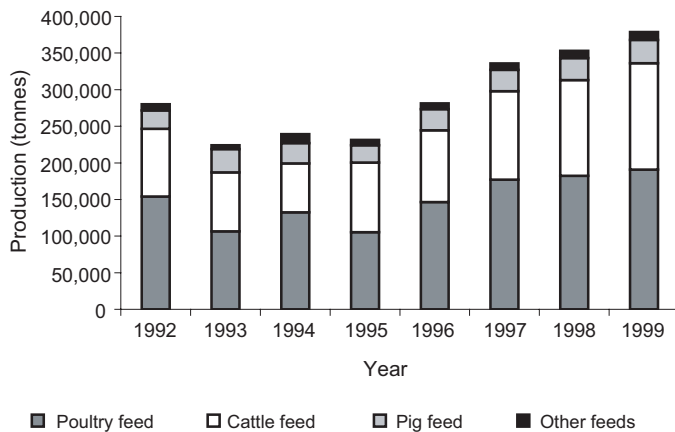 400,000
350,000
300,000
250,000
200,000
150,000
100,000
50,000
0
Production (tonnes)
1992 1993 1994 1995 1996 1997 1998 1999
Year
Poultry feed Cattle feed Pig feed Other feeds